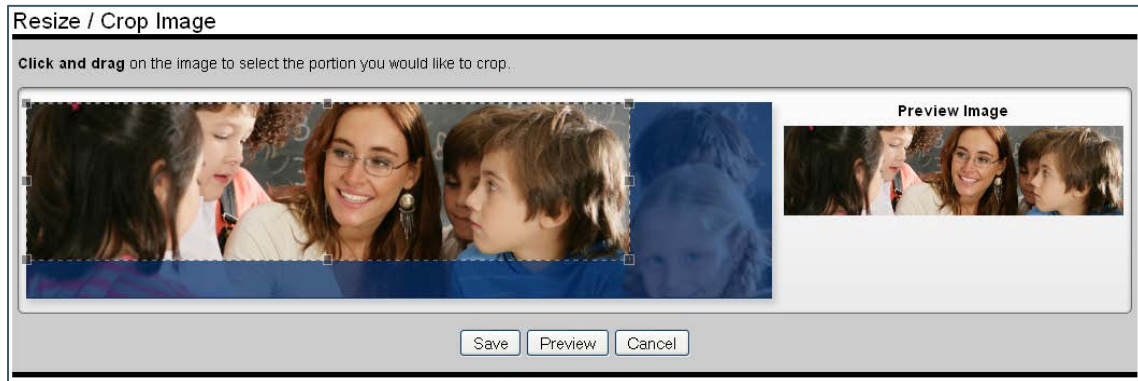 Resize / Crop Image
Click and drag on the image to select the portion you would like to crop.
Preview Image
Save
Preview
Cancel